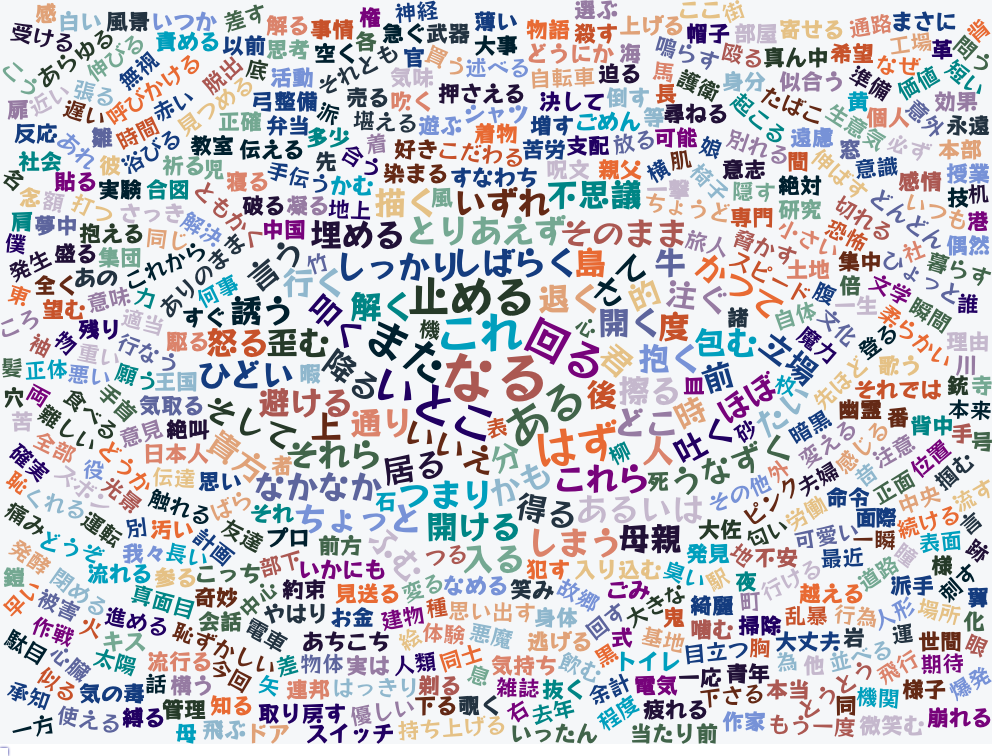 感 白い 風景 いつか 差す 解る 事情 権 神経 薄い 物語 選ぶ 上げる ここ 街
受ける あらゆる 伸びる 責める 以前 思考 空く 各 急ぐ 武器 大事 どうにか 殺す 海 帽子 部屋 寄せる 通路 まさに 革 問う
無視 呼びかける 脱出 底 活動 それとも 官 買う 述べる 自転車 迫る 鳴らす 殴る 真ん中 希望 なぜ 工場 短い
扉 近い 張る 遅い 赤い 見つめる 弓 整備 派 売る 気味 吹く 押さえる 決して 倒す 馬 長 護衛 身分 似合う 準備 価値 効果
反応 あれ 雛 時間 正確 弁当 多少 堪える 遊ぶ シャツ 増す ごめん 等 尋ねる 起こる たばこ 黄 個人 生意気 意外 永遠
社会 彼 浴びる 教室 伝える 先 合う 着 好き こだわる 着物 苦労 支配 放る 可能 娘 別れる 遠慮 窓 必ず 本部
念 貼る 実験 合図 祈る 児 寝る 手伝う かむ 染まる すなわち 呪文 親父 横 肌 意志 間 伸ばす 意識 感情 授業
額 打つ さっき ともかく 破る 凝る 地上 描く 風 いずれ 不思議 一撃 ちょうど 隠す 絶対 研究 切れる どんどん いつも 技 机
肩 夢中 抱える 同じ 解決 中国 埋める とりあえず そのまま 旅人 脅かす 専門 小さい 恐怖 港
僕 発生 盛る 集団 これから ありのまま 言う 竹 しっかり しばらく 島 ん 牛 かつて スピード 土地 集中 ひょっと 社 暮らす 偶然
東 全く あの 力 何事 行く 止める 退く た 的 注ぐ 腹 倍 文学 誰
望む 意味 すぐ 誘う 叩く 解く 機 これ 回る 心 開く 度 諸 自体 文化 一生 瞬間
ころ 残り 適当 行なう 殴る 怒る 歪む また 吾 抱く 包む 立場 魔力 登る 柔らかい 理由
袖 重い 髪 正体 悪い 願う 王国 ひどい 暇 降る なる 擦る 皿 前 枚 先ほど 歌う 川
穴 両 食べる 手首 気取る そして 避ける 上 通り いとこ ある 後 どこ 時 ほぼ たい それでは 銃 寺
苦 難しい 意見 絶叫 貴方 それら いいえ 表 はず 柳 人 吐く 砂 暗黒 幽霊 番 背中 本来
全部 どうか 日本人 者 居る 分 これら 死 うなずく 変える 感じる 注意 手 号
確実 役 伝達 思い なかなか 石 つまり かも その他 外 夫婦 昔 正面 位置 掴む
恥 スポーツ 光景 触れる ばら それ ちょっと 得る あるいは ピンク 労働 命令 中央 流す
くれる 運転 別 汚い 友達 プロ 開ける しまう 母親 大佐 匂い 可愛い 面 際 続ける 言
痛み どうぞ 我々 長い 計画 前方 つる 入る 発見 地 不安 最近 一瞬 表面 跡
発酵 閉める 流れる 参る こっち 部下 いかにも 変る なめる 笑み 犯す 入り込む 臭い 駅 夜 行ける 道路 様 刺す
鎧 被害 真面目 奇妙 中心 約束 見送る 故郷 ごみ 大きな 綺麗 町 越える 派手 翼
作戦 火 進める 会話 電車 やはり お金 建物 種 思い出す 身体 回す 鬼 噛む 掃除 乱暴 行為 人形 場所 化
駄目 心臓 キス 恥ずかしい あちこち 絵 体験 悪魔 逃げる 式 基地 目立つ 胸 大丈夫 岩 運 世間 眼
似る 太陽 流行る 今回 差 物体 実は 人類 同士 息 気持ち 飲む 黒 トイレ 一応 青年 為 他 並べる 飛行 期待 爆発
承知 気の毒 話 構う 矢 連邦 はっきり 剃る 雑誌 抜く 余計 電気 下さる 本当 とうとう 機関 様子
一方 使える 縛る 管理 知る 取り戻す 優しい 下る 覗く 右 去年 程度 疲れる 作家 もう一度 同 微笑む 崩れる
母 飛ぶ ドア スイッチ 持ち上げる いったん 当たり前